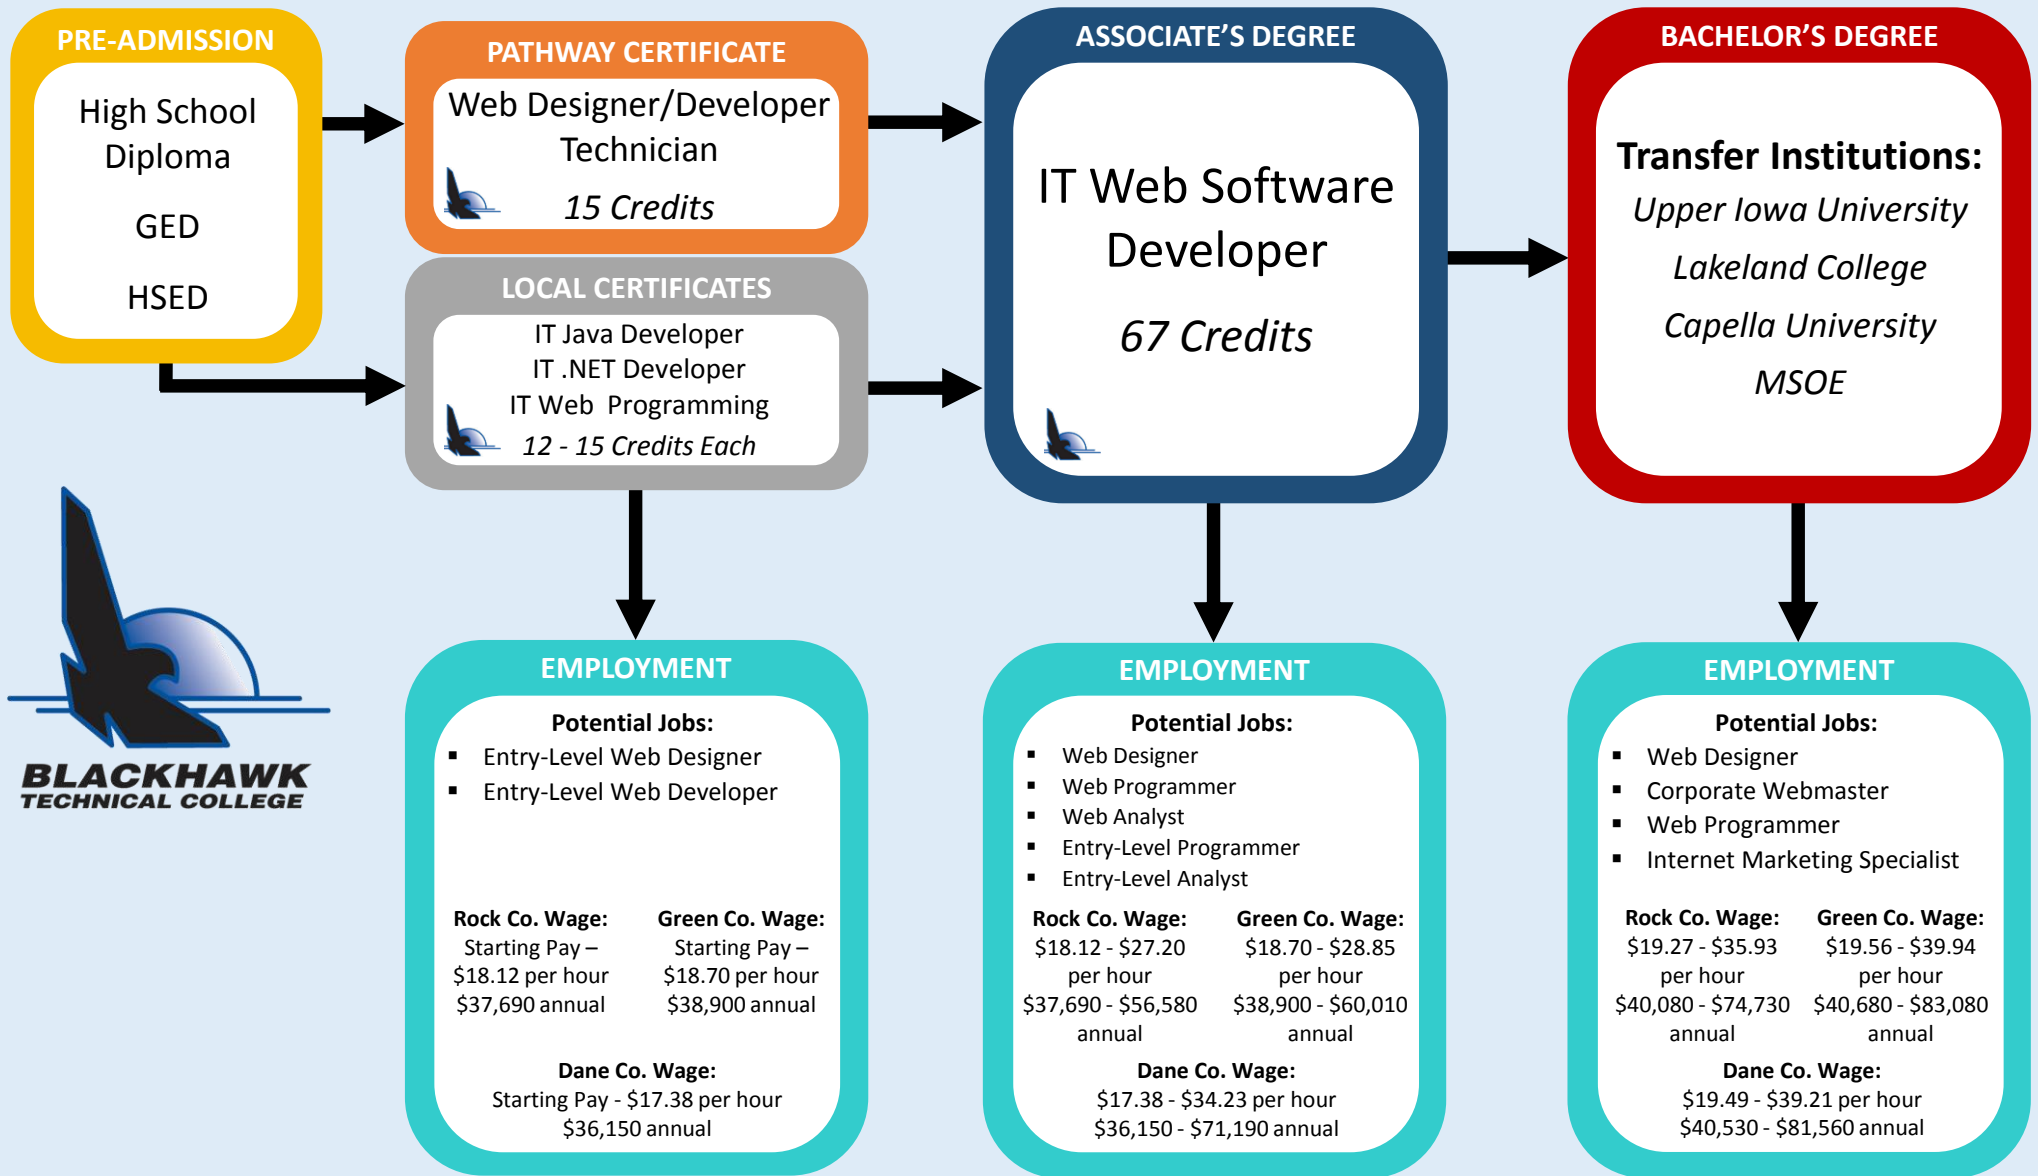 PRE-ADMISSION
High School
Diploma
GED
HSED
PATHWAY CERTIFICATE
Web Designer/Developer
Technician
15 Credits
LOCAL CERTIFICATES
IT Java Developer
IT .NET Developer
IT Web  Programming
12 - 15 Credits Each
ASSOCIATE'S DEGREE
IT Web Software
Developer
67 Credits
BACHELOR'S DEGREE
Transfer Institutions:
Upper Iowa University
Lakeland College
Capella University
MSOE
BLACKHAWK
TECHNICAL COLLEGE
EMPLOYMENT
Potential Jobs:
▪ Entry-Level Web Designer
▪ Entry-Level Web Developer
Rock Co. Wage:
Starting Pay –
$18.12 per hour
$37,690 annual
Green Co. Wage:
Starting Pay –
$18.70 per hour
$38,900 annual
Dane Co. Wage:
Starting Pay - $17.38 per hour
$36,150 annual
EMPLOYMENT
Potential Jobs:
▪ Web Designer
▪ Web Programmer
▪ Web Analyst
▪ Entry-Level Programmer
▪ Entry-Level Analyst
Rock Co. Wage:
$18.12 - $27.20
per hour
$37,690 - $56,580
annual
Green Co. Wage:
$18.70 - $28.85
per hour
$38,900 - $60,010
annual
Dane Co. Wage:
$17.38 - $34.23 per hour
$36,150 - $71,190 annual
EMPLOYMENT
Potential Jobs:
▪ Web Designer
▪ Corporate Webmaster
▪ Web Programmer
▪ Internet Marketing Specialist
Rock Co. Wage:
$19.27 - $35.93
per hour
$40,080 - $74,730
annual
Green Co. Wage:
$19.56 - $39.94
per hour
$40,680 - $83,080
annual
Dane Co. Wage:
$19.49 - $39.21 per hour
$40,530 - $81,560 annual